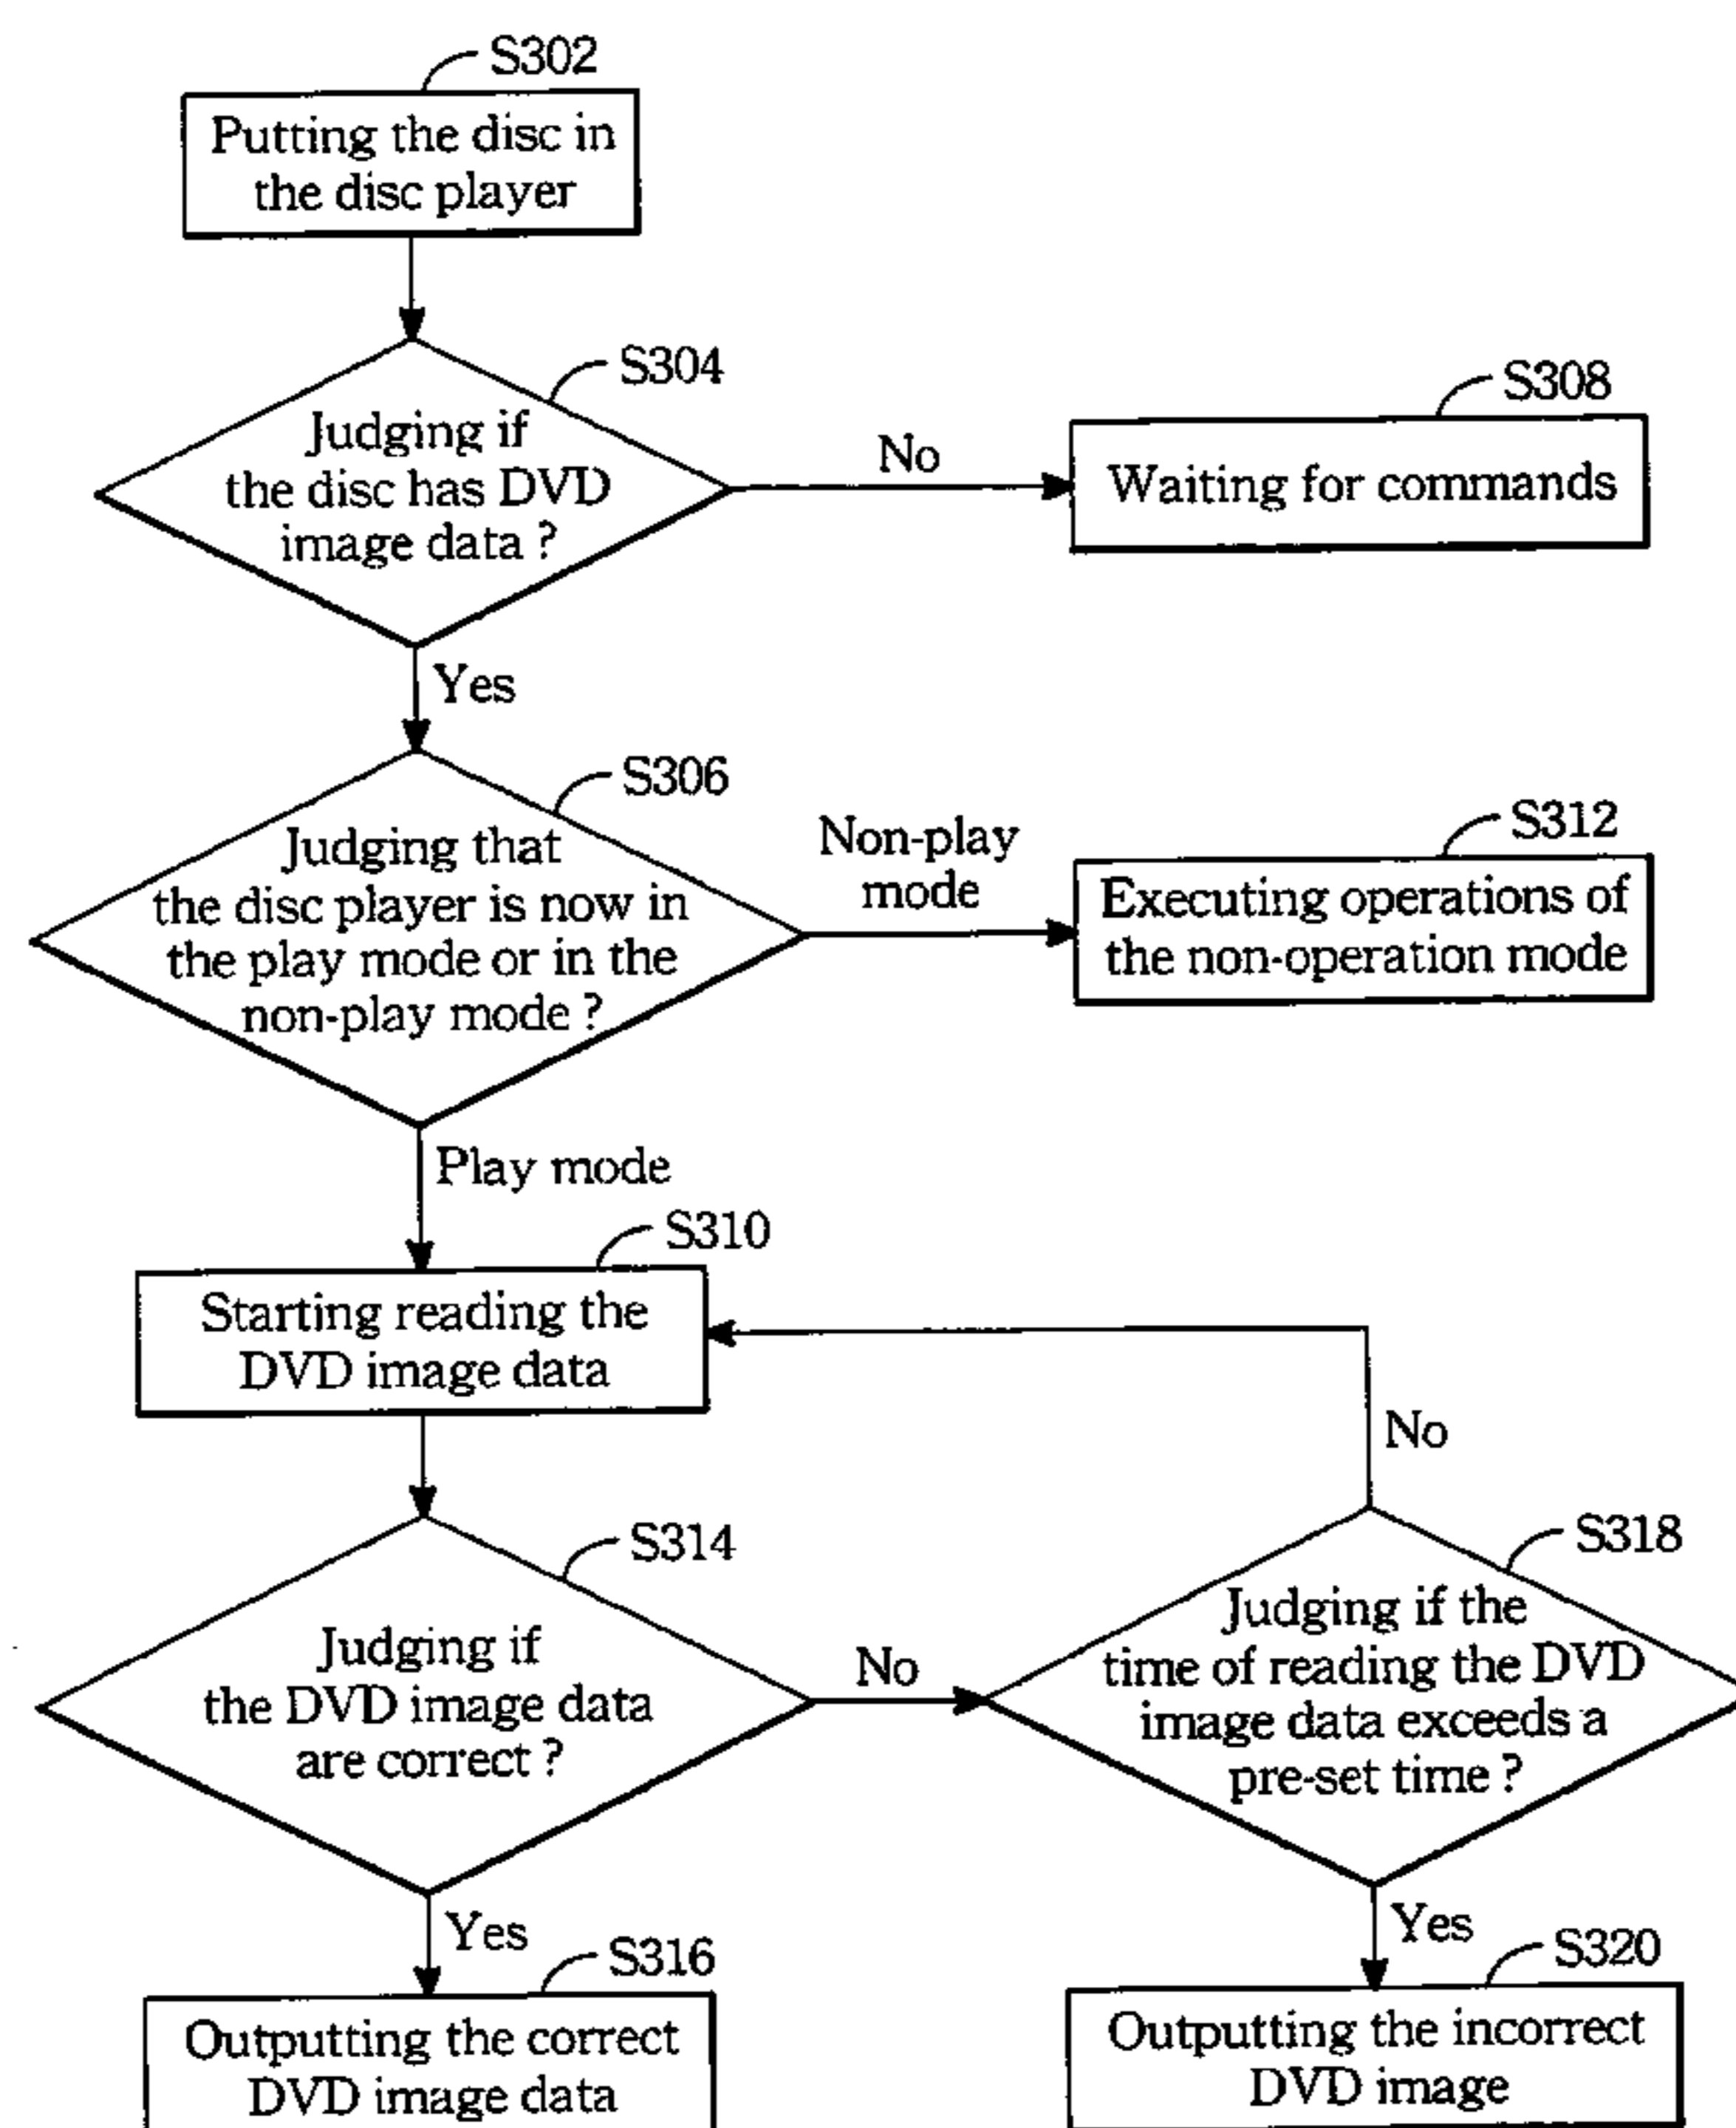 S302
Putting the disc in
the disc player
S304
Judging if
the disc has DVD
image data ?
No
S308
Waiting for commands
Yes
S306
Judging that
the disc player is now in
the play mode or in the
non-play mode ?
Non-play
mode
S312
Executing operations of
the non-operation mode
Play mode
S310
Starting reading the
DVD image data
No
S314
Judging if
the DVD image data
are correct ?
No
S318
Judging if the
time of reading the DVD
image data exceeds a
pre-set time ?
Yes
S316
Outputting the correct
DVD image data
Yes
S320
Outputting the incorrect
DVD image